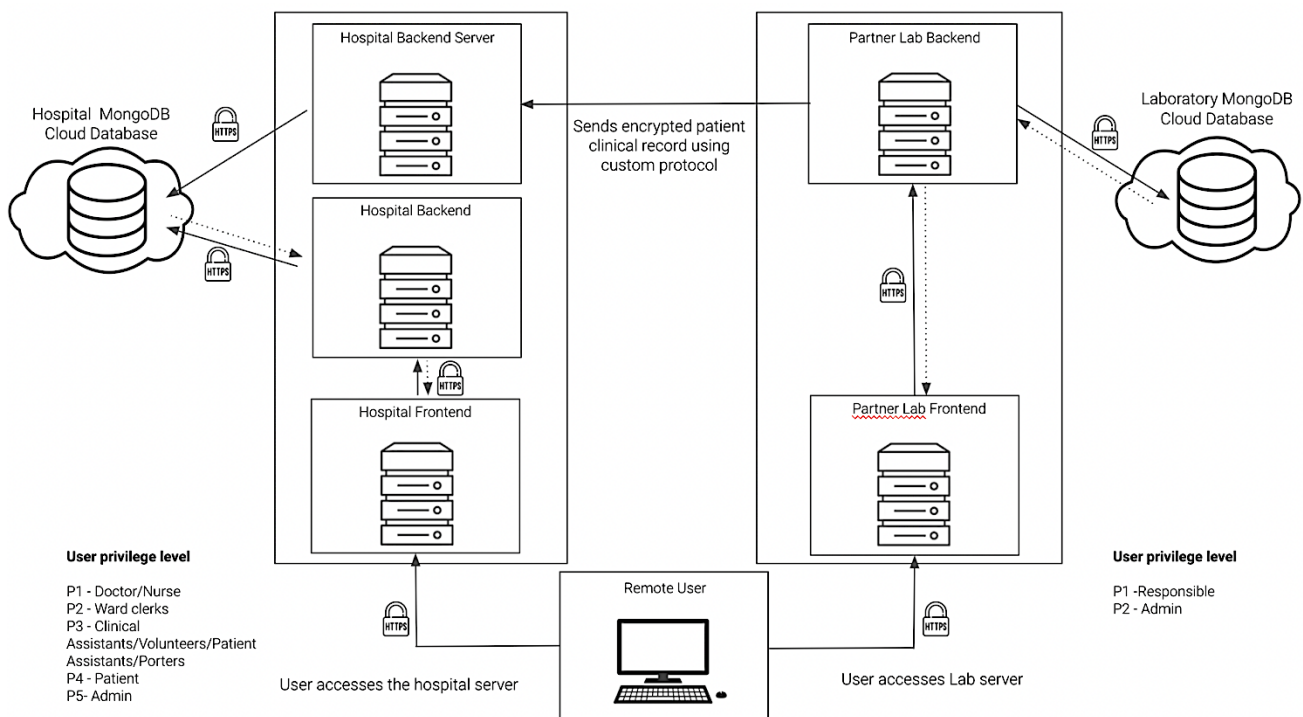 Hospital Backend Server
Partner Lab Backend
Hospital MongoDB
Cloud Database
HTTPS
Sends encrypted patient
clinical record using
custom protocol
HTTPS
Laboratory MongoDB
Cloud Database
Hospital Backend
HTTPS
HTTPS
HTTPS
Hospital Frontend
Partner Lab Frontend
User privilege level
P1 - Doctor/Nurse
P2 - Ward clerks
P3 - Clinical
Assistants/Volunteers/Patient
Assistants/Porters
P4 - Patient
P5- Admin
User privilege level
P1 -Responsible
P2 - Admin
Remote User
HTTPS
HTTPS
User accesses the hospital server
User accesses Lab server